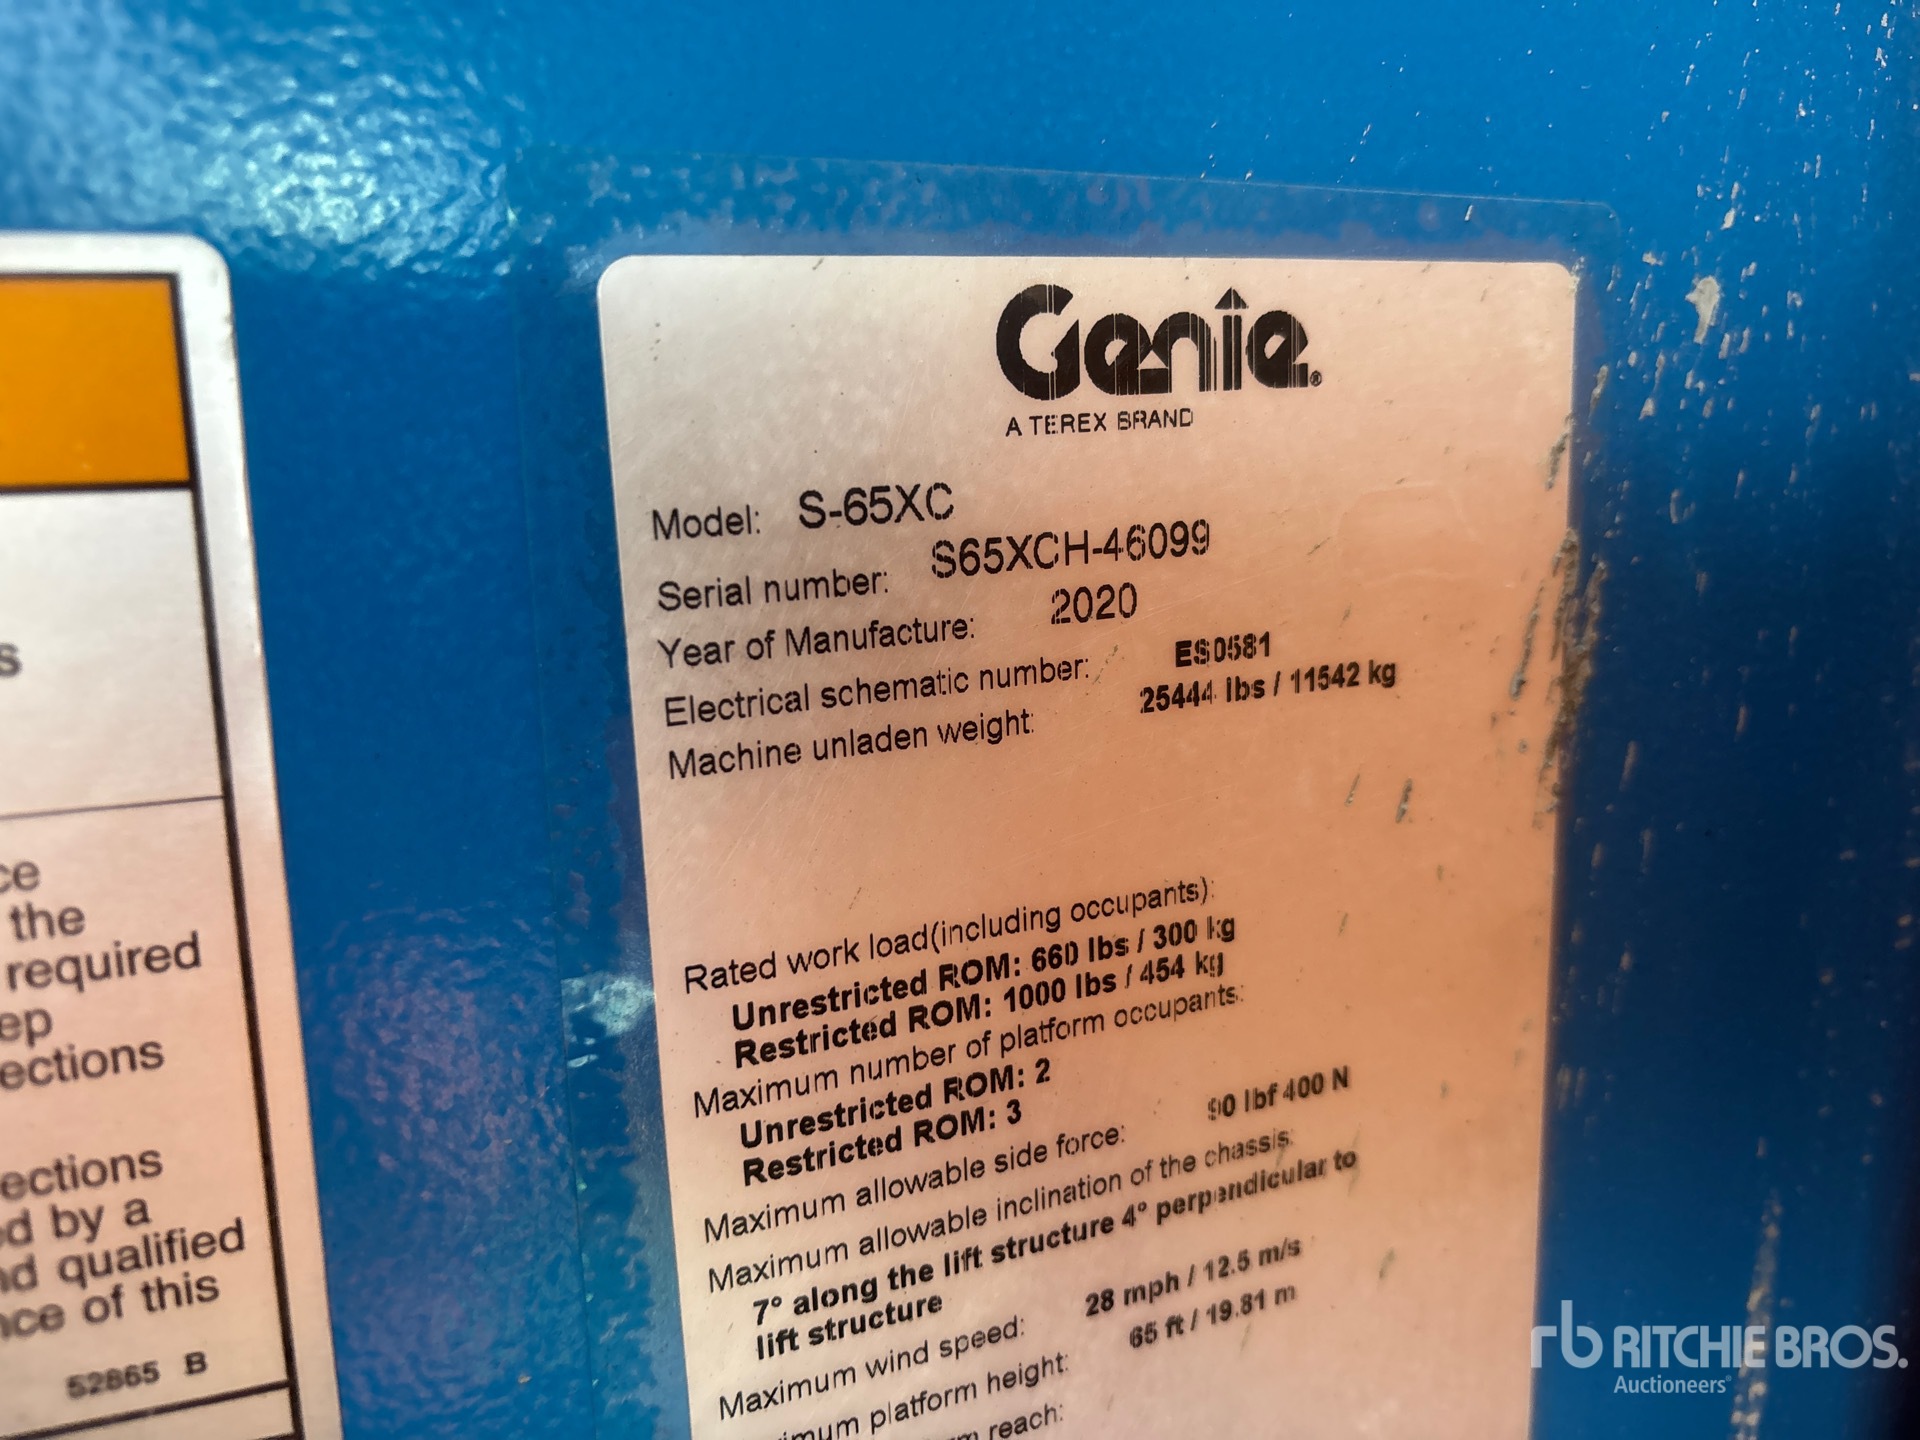 s
ce
the
required
ep
ections
ections
ed by a
nd qualified
nce of this
52865 B
Genie®
A TEREX BRAND
Model: S-65XC
Serial number: S65XCH-46099
Year of Manufacture: 2020
Electrical schematic number: ES0581
Machine unladen weight: 25444 lbs / 11542 kg
Rated work load(including occupants):
Unrestricted ROM: 660 lbs / 300 kg
Restricted ROM: 1000 lbs / 454 kg
Maximum number of platform occupants:
Unrestricted ROM: 2
Restricted ROM: 3
Maximum allowable side force: 90 lbf 400 N
Maximum allowable inclination of the chassis:
7° along the lift structure 4° perpendicular to
lift structure
Maximum wind speed: 28 mph / 12.5 m/s
imum platform height: 65 ft / 19.81 m
m reach:
rb RITCHIE BROS.
Auctioneers®